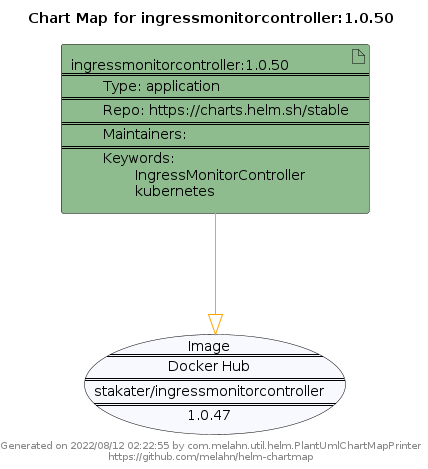 Chart Map for ingressmonitorcontroller:1.0.50
ingressmonitorcontroller:1.0.50
Type: application
Repo: https://charts.helm.sh/stable
Maintainers:
Keywords:
IngressMonitorController
kubernetes
Image
Docker Hub
stakater/ingressmonitorcontroller
1.0.47
Generated on 2022/08/12 02:22:55 by com.melahn.util.helm.PlantUmlChartMapPrinter
https://github.com/melahn/helm-chartmap